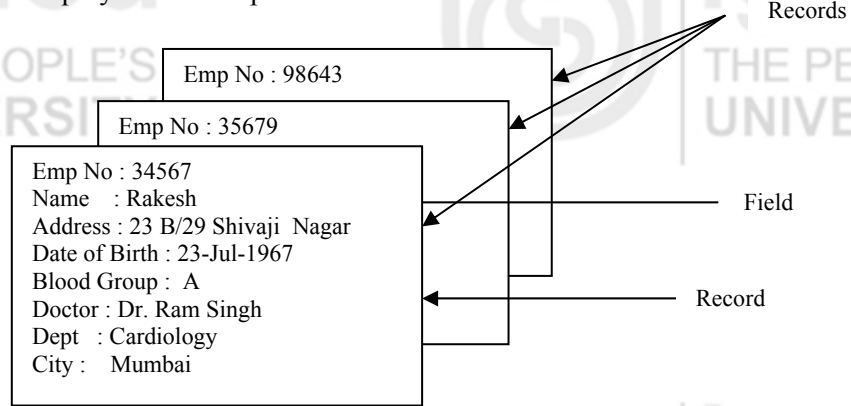 Records
OPLE'S
THE PE
ERSI
UNIVE
Emp No : 98643
Emp No : 35679
Emp No : 34567
Name : Rakesh
Address : 23 B/29 Shivaji Nagar
Date of Birth : 23-Jul-1967
Blood Group : A
Doctor : Dr. Ram Singh
Dept : Cardiology
City : Mumbai
Field
Record